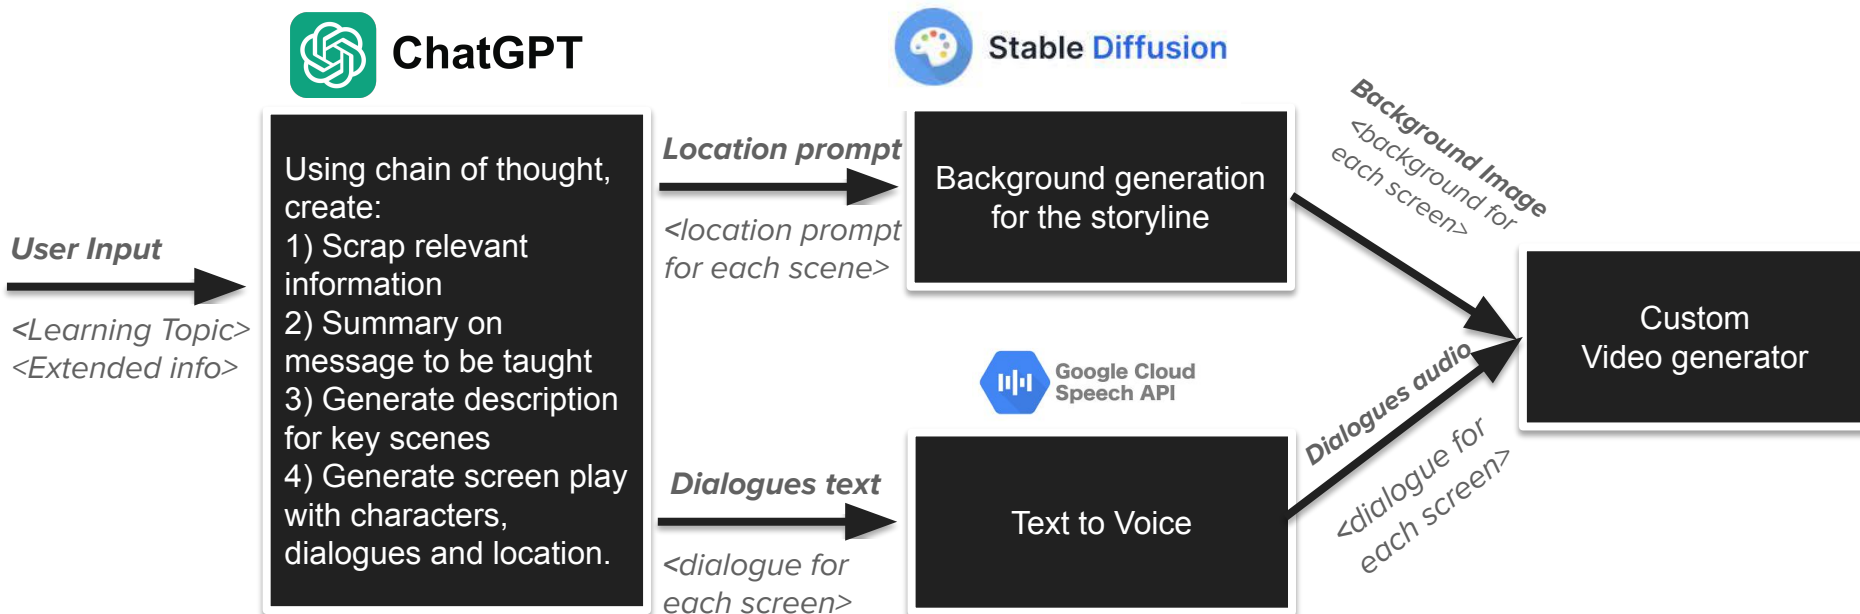 ChatGPT
Stable Diffusion
User Input
<Learning Topic>
<Extended info>
Using chain of thought,
create:
1) Scrap relevant
information
2) Summary on
message to be taught
3) Generate description
for key scenes
4) Generate screen play
with characters,
dialogues and location.
Location prompt
<location prompt
for each scene>
Dialogues text
<dialogue for
each screen>
Background generation
for the storyline
Google Cloud
Speech API
Text to Voice
Background Image
<background for
each screen>
Dialogues audio
<dialogue for
each screen>
Custom
Video generator